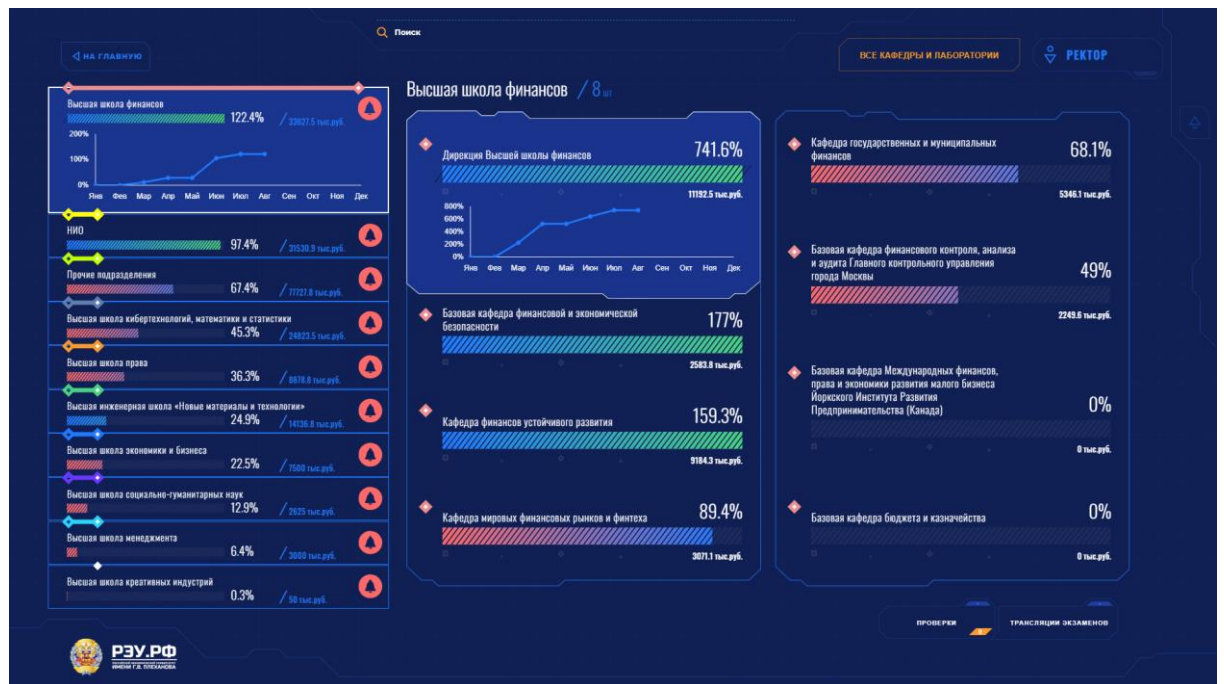 Поиск
НА ГЛАВНУЮ
ВСЕ КАФЕДРЫ И ЛАБОРАТОРИИ
РЕКТОР
Высшая школа финансов
122.4%
/ 33627.5 тыс.руб.
200%
100%
0%
Янв Фев Мар Апр Май Июн Июл Авг Сен Окт Ноя Дек
НИО
97.4%
/ 31530.9 тыс.руб.
Прочие подразделения
67.4%
/ 77727.8 тыс.руб.
Высшая школа кибертехнологий, математики и статистики
45.3%
/ 24823.5 тыс.руб.
Высшая школа права
36.3%
/ 8878.8 тыс.руб.
Высшая инженерная школа «Новые материалы и технологии»
24.9%
/ 14136.8 тыс.руб.
Высшая школа экономики и бизнеса
22.5%
/ 7500 тыс.руб.
Высшая школа социально-гуманитарных наук
12.9%
/ 2625 тыс.руб.
Высшая школа менеджмента
6.4%
/ 3000 тыс.руб.
Высшая школа креативных индустрий
0.3%
/ 50 тыс.руб.
Высшая школа финансов / 8 шт
Дирекция Высшей школы финансов
741.6%
11192.5 тыс.руб.
800%
600%
400%
200%
0%
Янв Фев Мар Апр Май Июн Июл Авг Сен Окт Ноя Дек
Базовая кафедра финансовой и экономической
безопасности
177%
2583.8 тыс.руб.
Кафедра финансов устойчивого развития
159.3%
9184.3 тыс.руб.
Кафедра мировых финансовых рынков и финтеха
89.4%
3071.1 тыс.руб.
Кафедра государственных и муниципальных
финансов
68.1%
5346.1 тыс.руб.
Базовая кафедра финансового контроля, анализа
и аудита Главного контрольного управления
города Москвы
49%
2249.6 тыс.руб.
Базовая кафедра Международных финансов,
права и экономики развития малого бизнеса
Йоркского Института Развития
Предпринимательства (Канада)
0%
0 тыс.руб.
Базовая кафедра бюджета и казначейства
0%
0 тыс.руб.
ПРОВЕРКИ
ТРАНСЛЯЦИИ ЭКЗАМЕНОВ
РЭУ.РФ
ИМЕНИ Г.В. ПЛЕХАНОВА